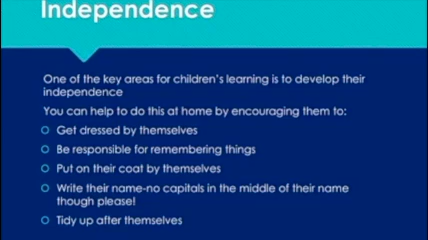 Independence
One of the key areas for children's learning is to develop their
independence
You can help to do this at home by encouraging them to:
Get dressed by themselves
Be responsible for remembering things
Put on their coat by themselves
Write their name-no capitals in the middle of their name
though please!
Tidy up after themselves